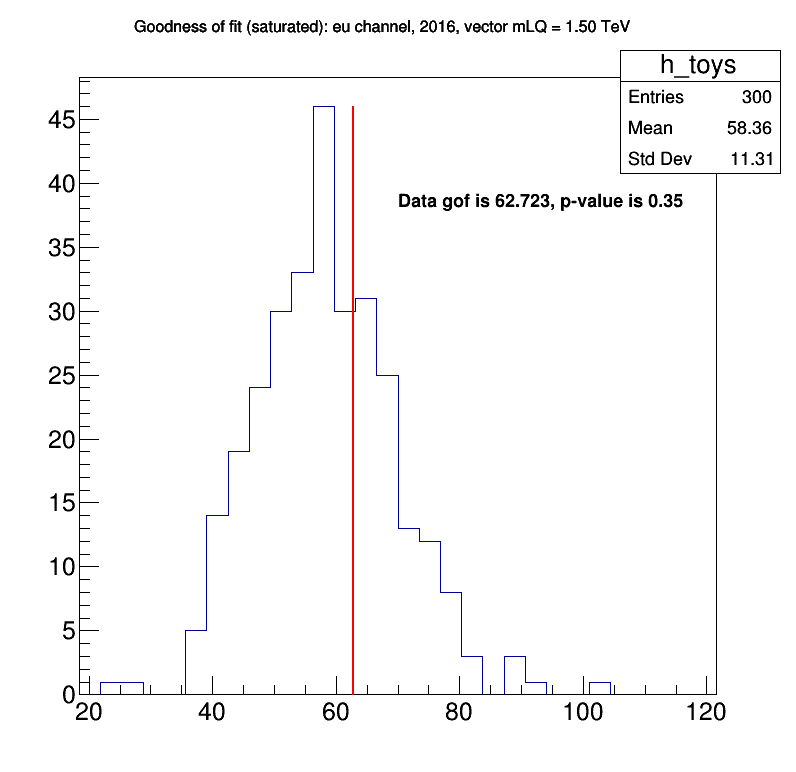 Goodness of fit (saturated): eu channel, 2016, vector mLQ = 1.50 TeV
h_toys
Entries 300
Mean 58.36
Std Dev 11.31
Data gof is 62.723, p-value is 0.35
45
40
35
30
25
20
15
10
5
0
20 40 60 80 100 120